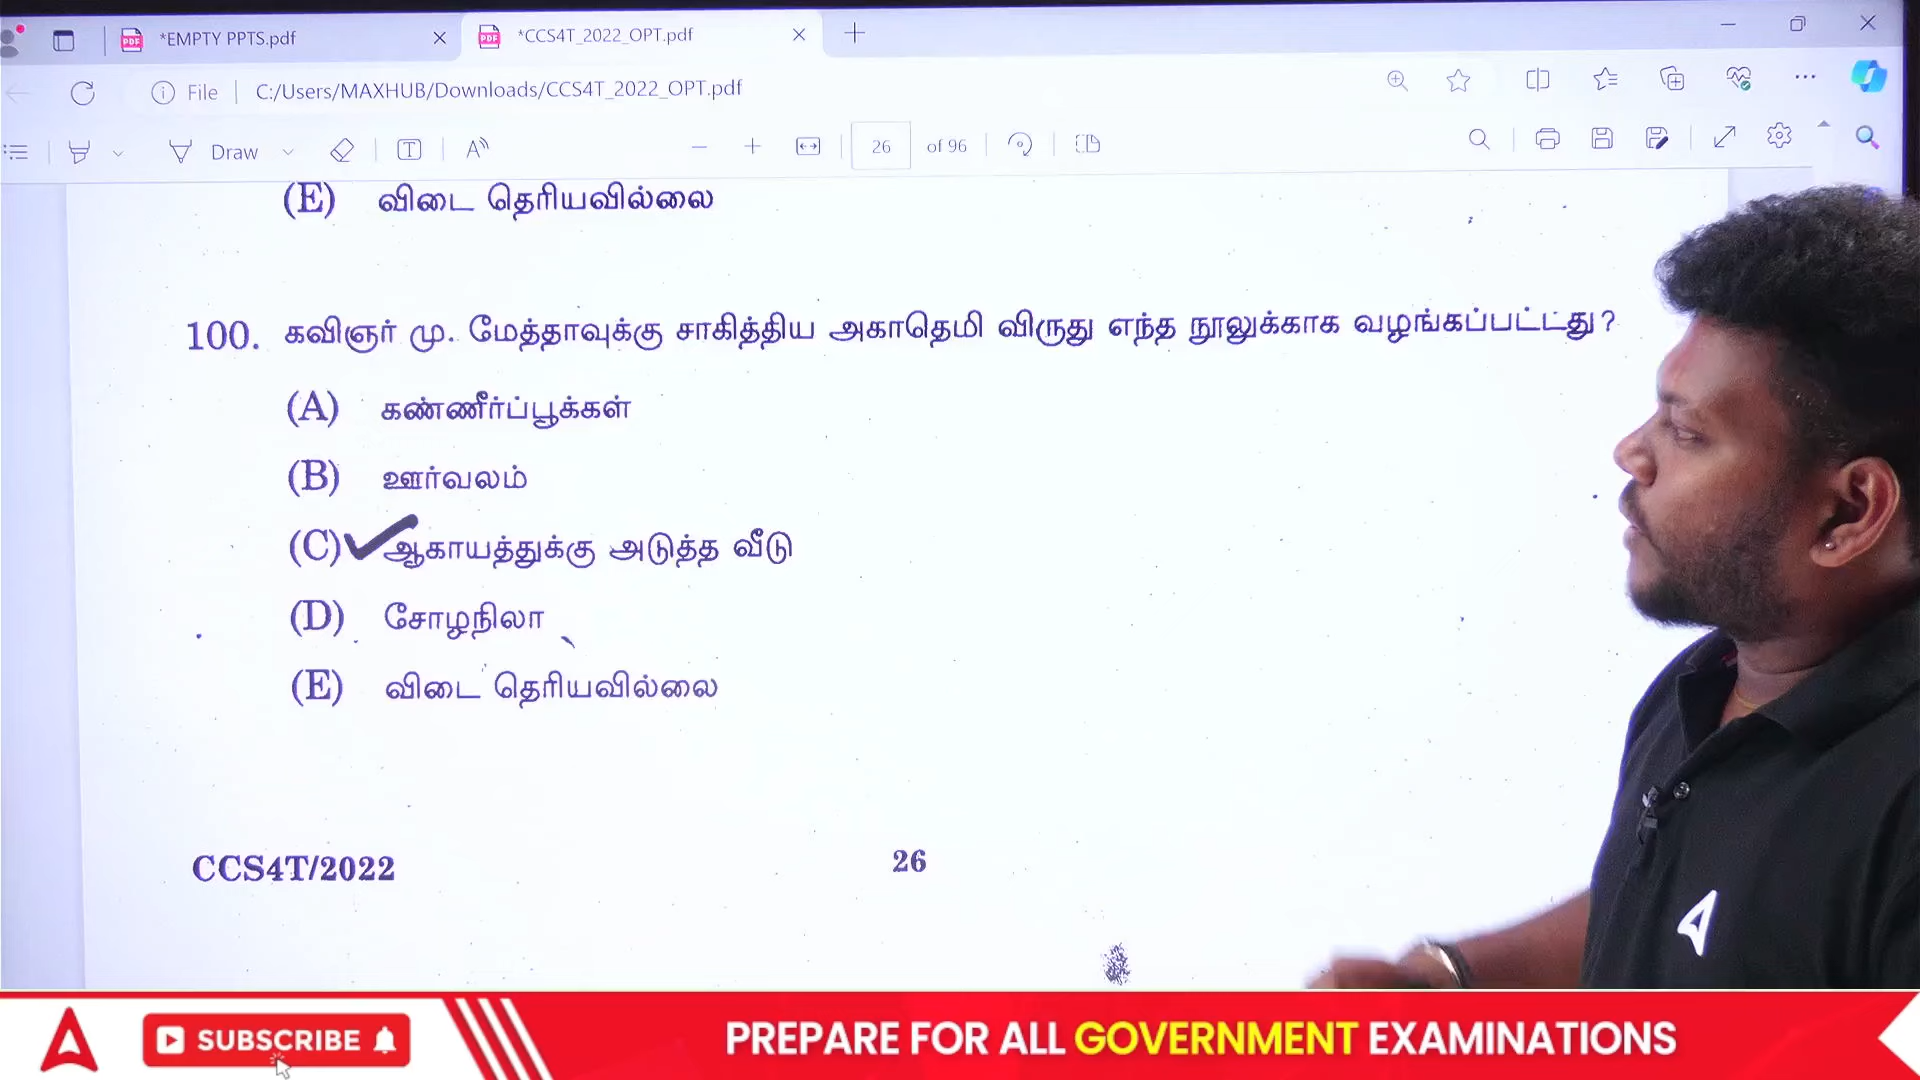 *EMPTY PPTS.pdf
*CCS4T_2022_OPT.pdf
File
C:/Users/MAXHUB/Downloads/CCS4T_2022_OPT.pdf
Draw
26 of 96
(E) விடை தெரியவில்லை
100. கவிஞர் மு. மேத்தாவுக்கு சாகித்திய அகாதெமி விருது எந்த நூலுக்காக வழங்கப்பட்டது?
(A) கண்ணீர்ப்பூக்கள்
(B) ஊர்வலம்
(C) ஆகாயத்துக்கு அடுத்த வீடு
(D) சோழநிலா
(E) விடை தெரியவில்லை
CCS4T/2022
26
SUBSCRIBE
PREPARE FOR ALL GOVERNMENT EXAMINATIONS